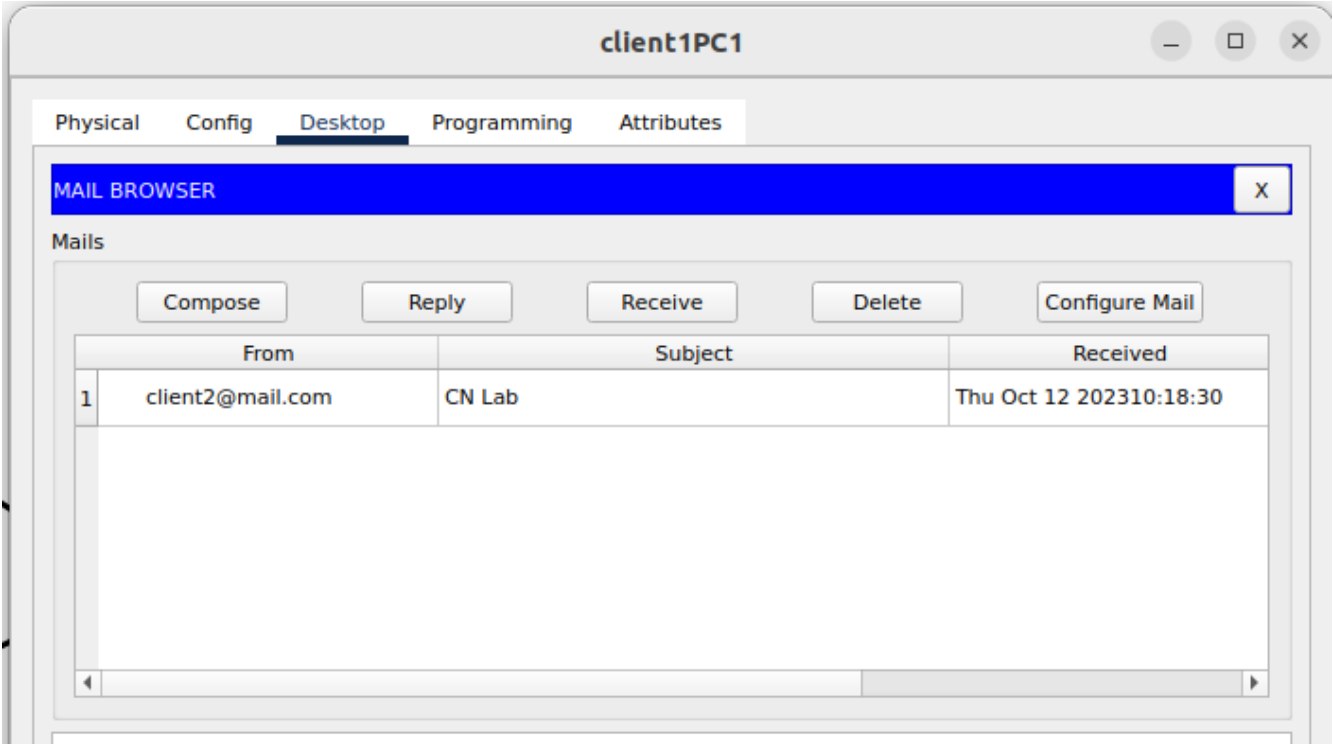 client1PC1
Physical Config Desktop Programming Attributes
MAIL BROWSER X
Mails
Compose Reply Receive Delete Configure Mail
From Subject Received
1 client2@mail.com CN Lab Thu Oct 12 202310:18:30